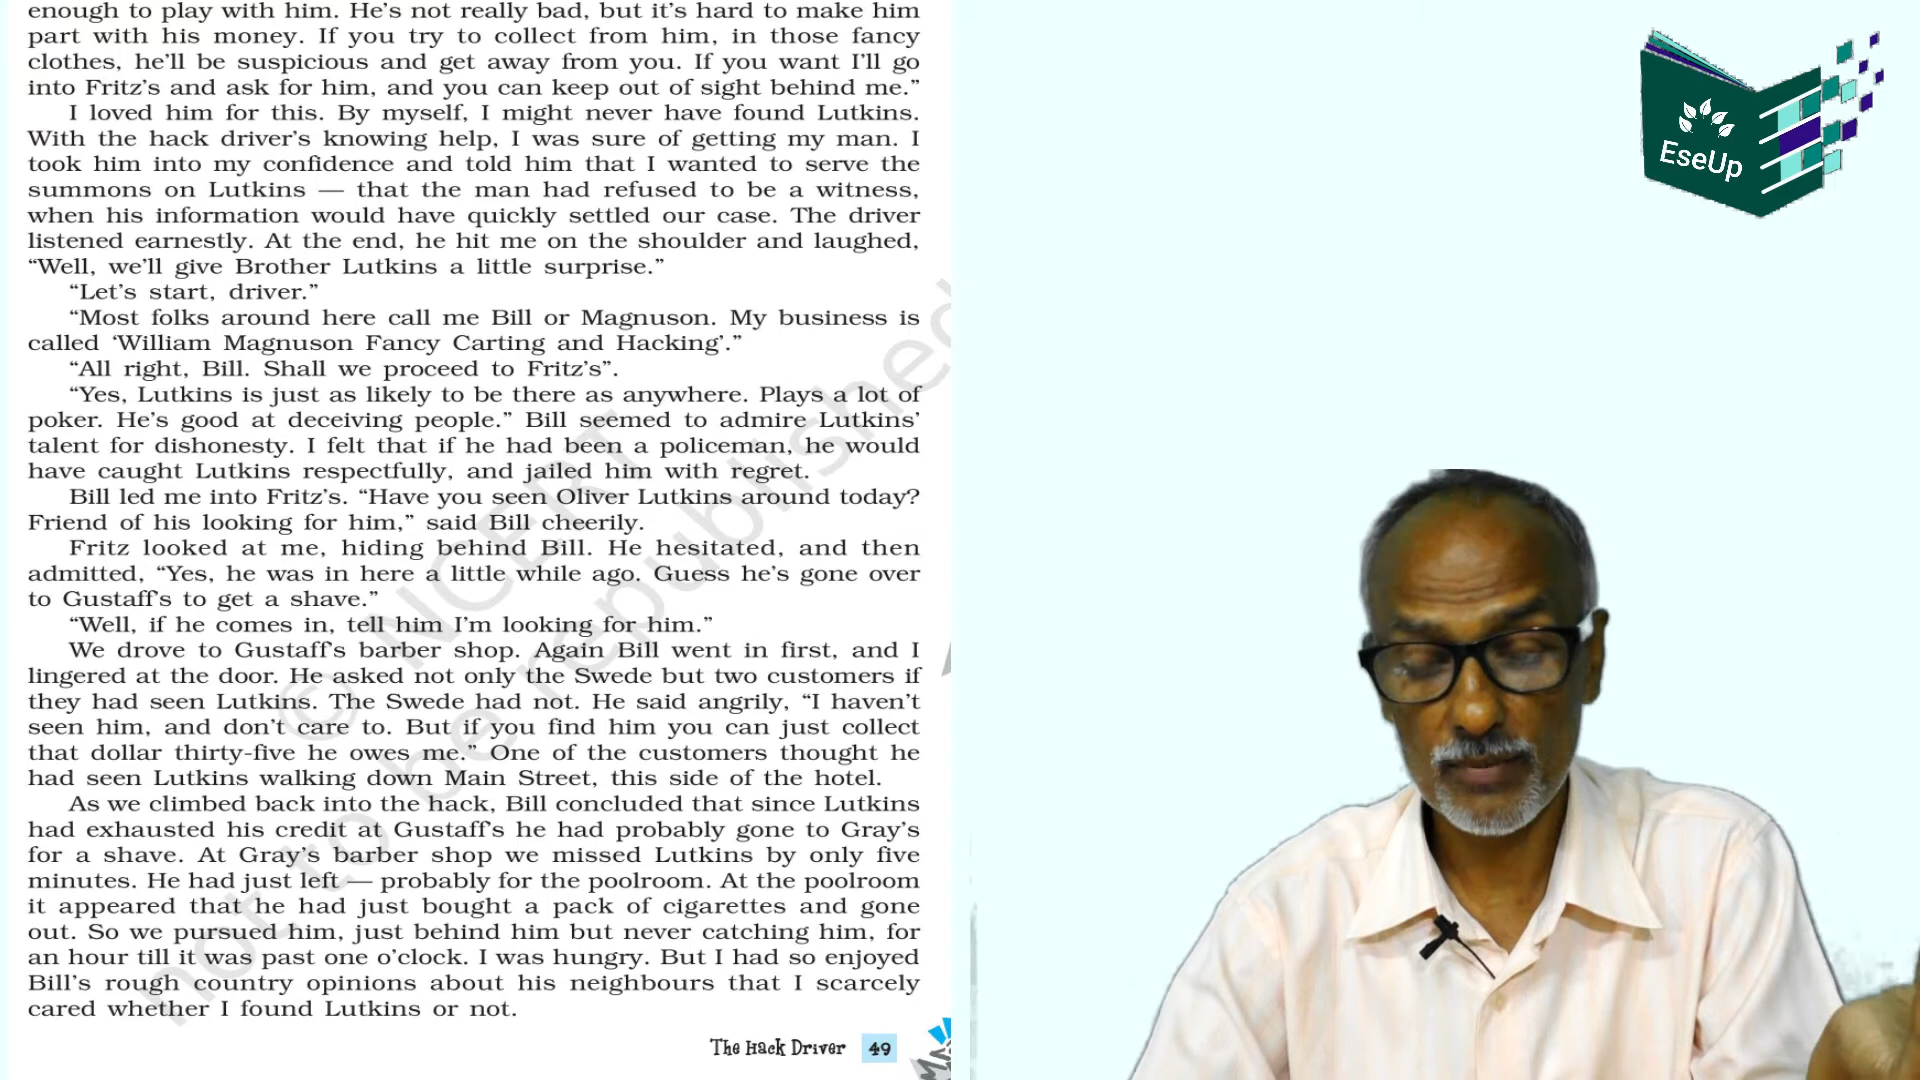 enough to play with him. He's not really bad, but it's hard to make him
part with his money. If you try to collect from him, in those fancy
clothes, he'll be suspicious and get away from you. If you want I'll go
into Fritz's and ask for him, and you can keep out of sight behind me.”
I loved him for this. By myself, I might never have found Lutkins.
With the hack driver's knowing help, I was sure of getting my man. I
took him into my confidence and told him that I wanted to serve the
summons on Lutkins — that the man had refused to be a witness,
when his information would have quickly settled our case. The driver
listened earnestly. At the end, he hit me on the shoulder and laughed,
“Well, we'll give Brother Lutkins a little surprise.”
“Let's start, driver.”
“Most folks around here call me Bill or Magnuson. My business is
called ‘William Magnuson Fancy Carting and Hacking’.”
“All right, Bill. Shall we proceed to Fritz's”.
“Yes, Lutkins is just as likely to be there as anywhere. Plays a lot of
poker. He's good at deceiving people.” Bill seemed to admire Lutkins'
talent for dishonesty. I felt that if he had been a policeman, he would
have caught Lutkins respectfully, and jailed him with regret.
Bill led me into Fritz's. “Have you seen Oliver Lutkins around today?
Friend of his looking for him,” said Bill cheerily.
Fritz looked at me, hiding behind Bill. He hesitated, and then
admitted, “Yes, he was in here a little while ago. Guess he's gone over
to Gustaff's to get a shave.”
“Well, if he comes in, tell him I'm looking for him.”
We drove to Gustaff's barber shop. Again Bill went in first, and I
lingered at the door. He asked not only the Swede but two customers if
they had seen Lutkins. The Swede had not. He said angrily, “I haven't
seen him, and don't care to. But if you find him you can just collect
that dollar thirty-five he owes me.” One of the customers thought he
had seen Lutkins walking down Main Street, this side of the hotel.
As we climbed back into the hack, Bill concluded that since Lutkins
had exhausted his credit at Gustaff's he had probably gone to Gray's
for a shave. At Gray's barber shop we missed Lutkins by only five
minutes. He had just left — probably for the poolroom. At the poolroom
it appeared that he had just bought a pack of cigarettes and gone
out. So we pursued him, just behind him but never catching him, for
an hour till it was past one o'clock. I was hungry. But I had so enjoyed
Bill's rough country opinions about his neighbours that I scarcely
cared whether I found Lutkins or not.
The Hack Driver 49
© NCERT
not to be republished
EseUp